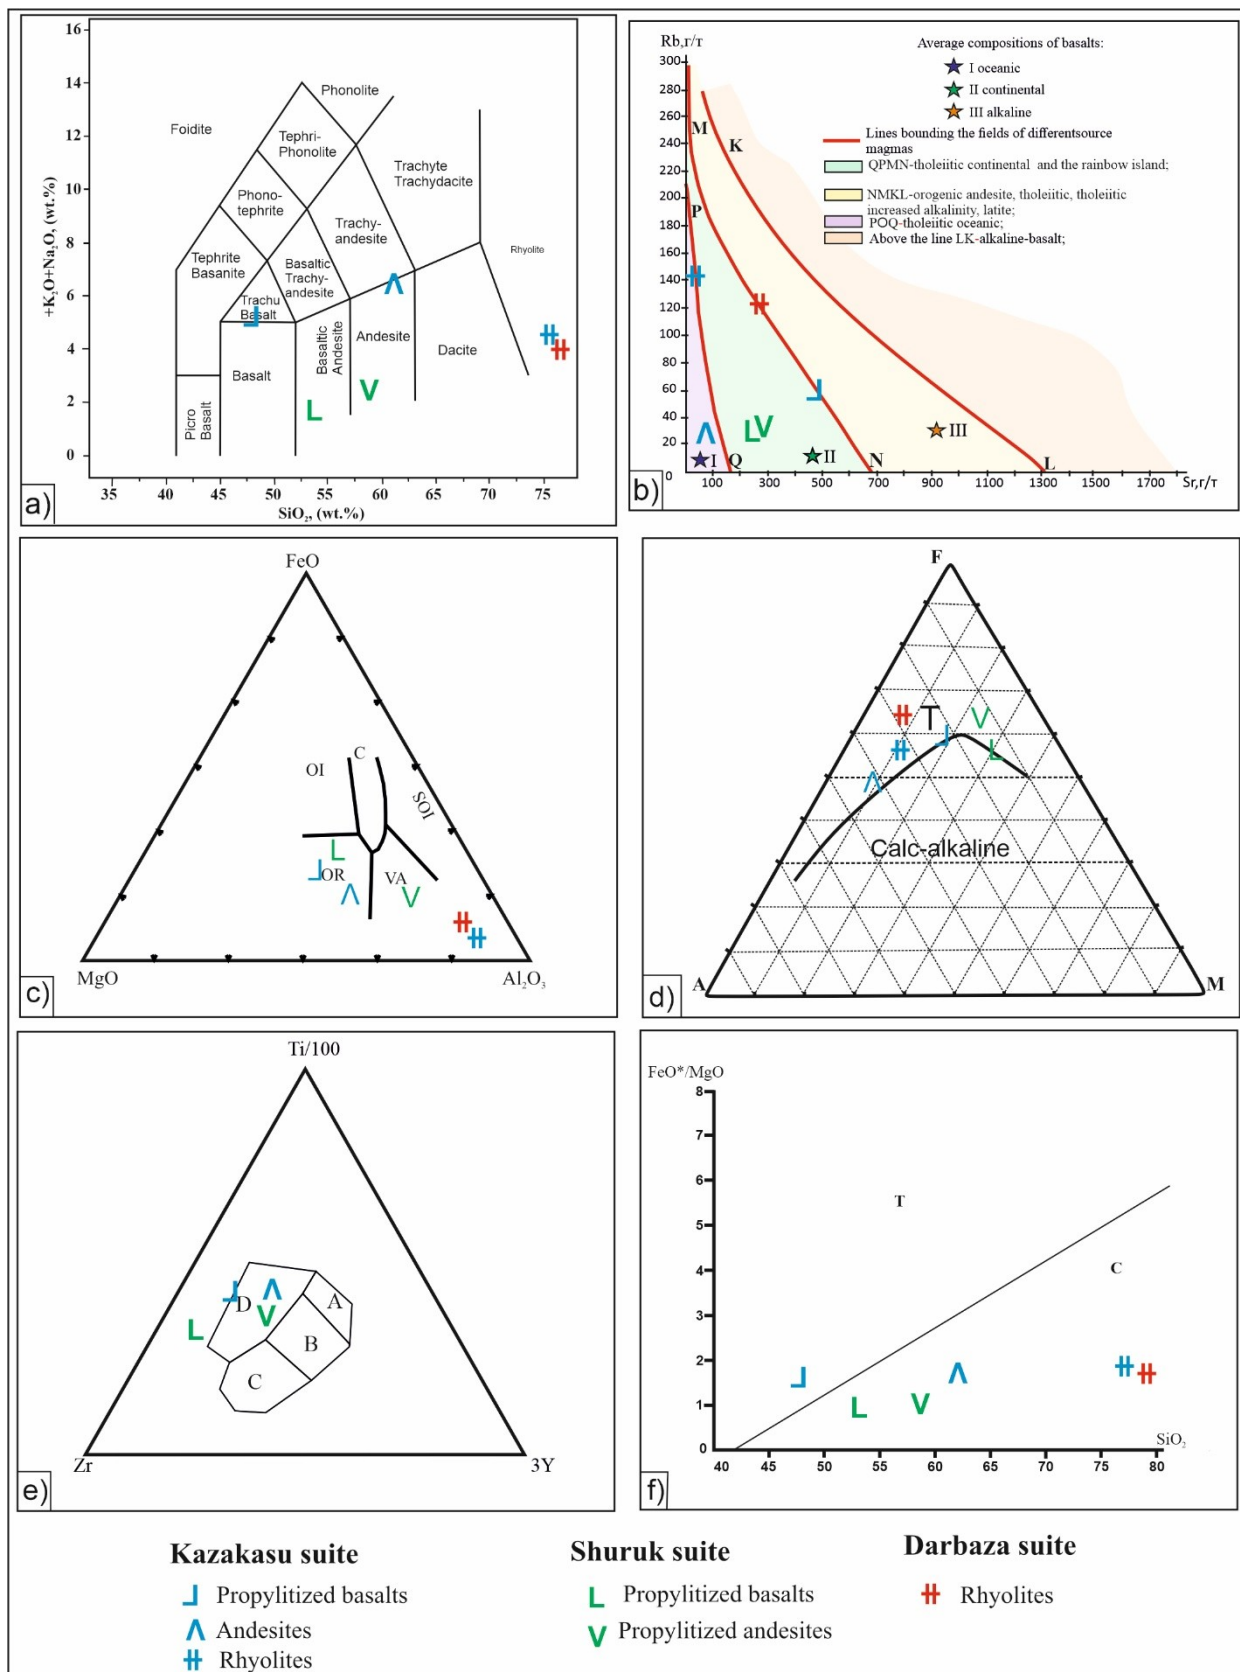 16
14
12
10
8
6
4
2
0
+K₂O+Na₂O, (wt.%)
Foidite
Phonolite
Tephri-
Phonolite
Trachyte
Trachydacite
Phono-
tephrite
Trachy-
andesite
Rhyolite
Tephrite
Basanite
Basaltic
Trachy-
andesite
Trachu
Basalt
Basaltic
Andesite
Andesite
Dacite
Basalt
Picro
Basalt
35 45 50 55 60 65 70 75
SiO₂, (wt.%)
a)
Rb,г/т
Average compositions of basalts:
I oceanic
II continental
III alkaline
Lines bounding the fields of differentsource
magmas
QPMN-tholeiitic continental and the rainbow island;
NMKL-orogenic andesite, tholeiitic, tholeiitic
increased alkalinity, latite;
POQ-tholeiitic oceanic;
Above the line LK-alkaline-basalt;
300
280
260
240
220
200
180
160
140
120
100
80
60
40
20
0
M
K
P
I
Q
II
N
III
L
100 300 500 700 900 1100 1300 1500 1700 Sr,г/т
b)
FeO
C
OI
SOI
OR
VA
MgO
Al₂O₃
c)
F
T
Calc-alkaline
A
M
d)
Ti/100
D
A
B
C
Zr
3Y
e)
FeO*/MgO
8
7
6
5
4
3
2
1
0
T
C
SiO₂
40 45 50 55 60 65 70 75 80
f)
Kazakasu suite
Propylitized basalts
Andesites
Rhyolites
Shuruk suite
Propylitized basalts
Propylitized andesites
Darbaza suite
Rhyolites